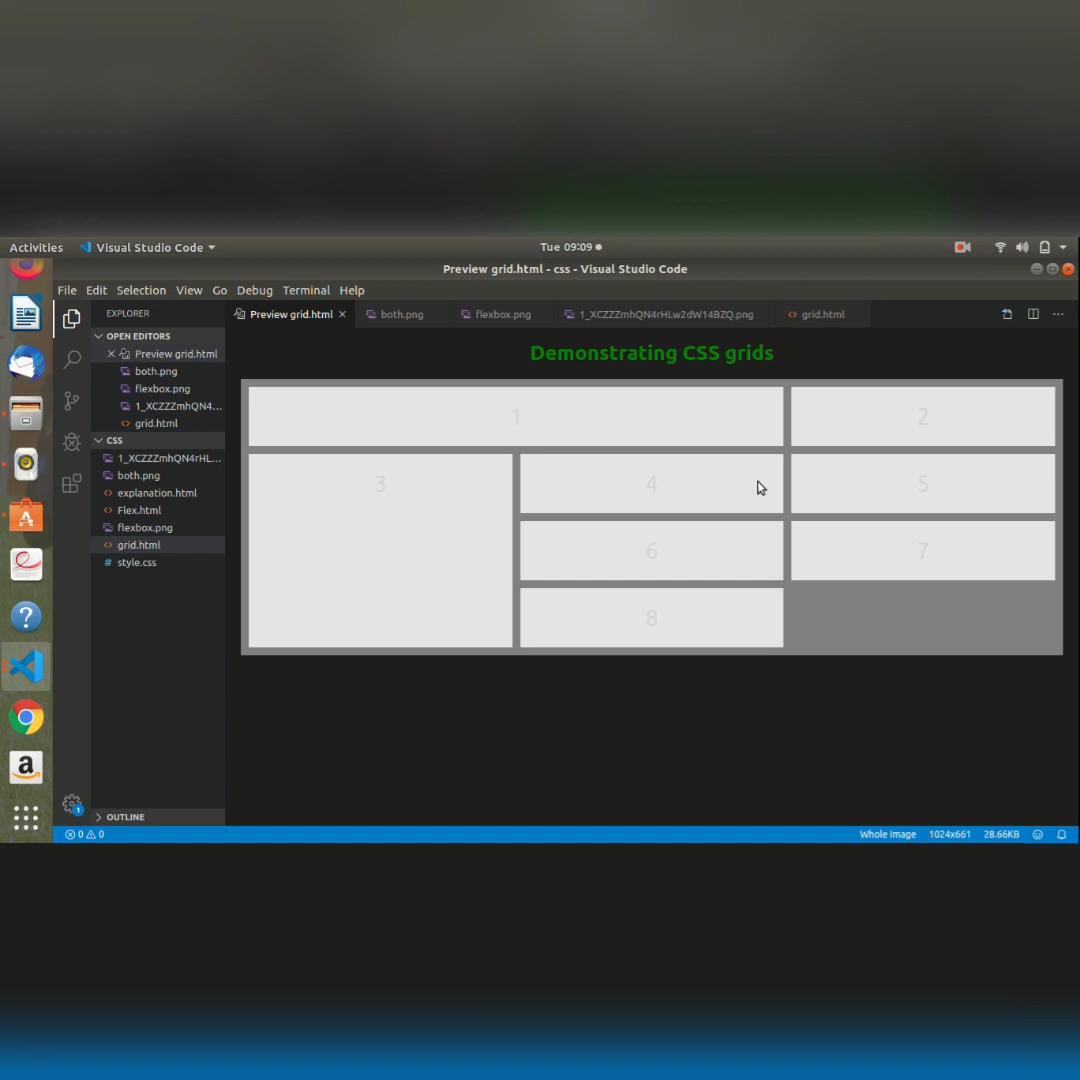 Activities Visual Studio Code Tue 09:09
Preview grid.html - css - Visual Studio Code
File Edit Selection View Go Debug Terminal Help
EXPLORER
Preview grid.html both.png flexbox.png 1_XCZZZmhQN4rHLw2dW14BZQ.png grid.html
OPEN EDITORS
Preview grid.html
both.png
flexbox.png
1_XCZZZmhQN4...
grid.html
CSS
1_XCZZZmhQN4rHL...
both.png
explanation.html
Flex.html
flexbox.png
grid.html
style.css
OUTLINE
Demonstrating CSS grids
1 2
3 4 5
6 7
8
1
0 0 Whole Image 1024x661 28.66KB